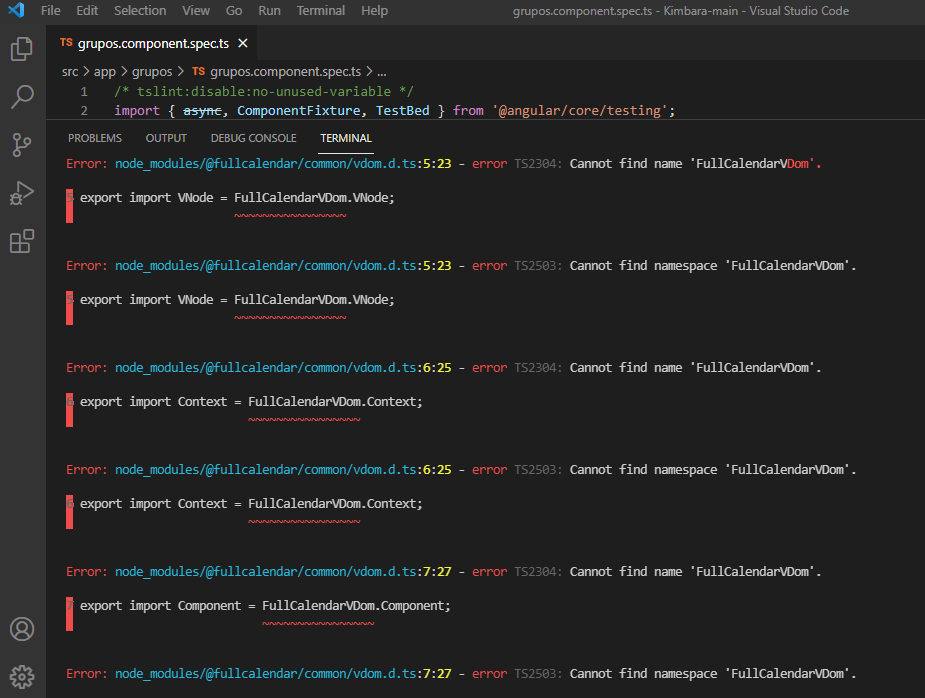 File Edit Selection View Go Run Terminal Help grupos.component.spec.ts - Kimbara-main - Visual Studio Code
TS grupos.component.spec.ts ×
src > app > grupos > TS grupos.component.spec.ts > ...
1 /* tslint:disable:no-unused-variable */
2 import { async, ComponentFixture, TestBed } from '@angular/core/testing';
PROBLEMS OUTPUT DEBUG CONSOLE TERMINAL
Error: node_modules/@fullcalendar/common/vdom.d.ts:5:23 - error TS2304: Cannot find name 'FullCalendarVDom'.
5 export import VNode = FullCalendarVDom.VNode;
~~~~~~~~~~~~~~~~
Error: node_modules/@fullcalendar/common/vdom.d.ts:5:23 - error TS2503: Cannot find namespace 'FullCalendarVDom'.
5 export import VNode = FullCalendarVDom.VNode;
~~~~~~~~~~~~~~~~
Error: node_modules/@fullcalendar/common/vdom.d.ts:6:25 - error TS2304: Cannot find name 'FullCalendarVDom'.
6 export import Context = FullCalendarVDom.Context;
~~~~~~~~~~~~~~~~
Error: node_modules/@fullcalendar/common/vdom.d.ts:6:25 - error TS2503: Cannot find namespace 'FullCalendarVDom'.
6 export import Context = FullCalendarVDom.Context;
~~~~~~~~~~~~~~~~
Error: node_modules/@fullcalendar/common/vdom.d.ts:7:27 - error TS2304: Cannot find name 'FullCalendarVDom'.
7 export import Component = FullCalendarVDom.Component;
~~~~~~~~~~~~~~~~
Error: node_modules/@fullcalendar/common/vdom.d.ts:7:27 - error TS2503: Cannot find namespace 'FullCalendarVDom'.